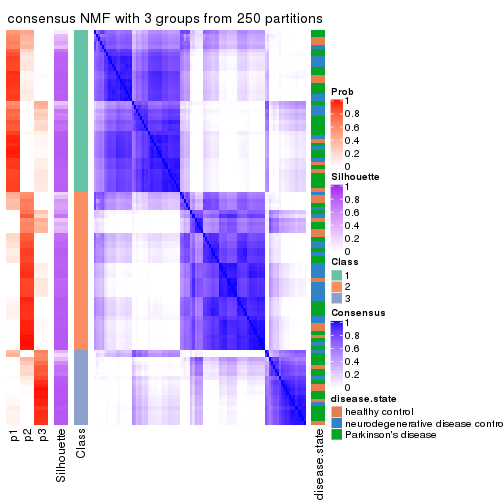 consensus NMF with 3 groups from 250 partitions
Prob
1
0.8
0.6
0.4
0.2
0
Silhouette
1
0.8
0.6
0.4
0.2
0
Class
1
2
3
Consensus
1
0.8
0.6
0.4
0.2
0
disease.state
healthy control
neurodegenerative disease contro
Parkinson's disease
p1
p2
p3
Silhouette
Class
disease.state